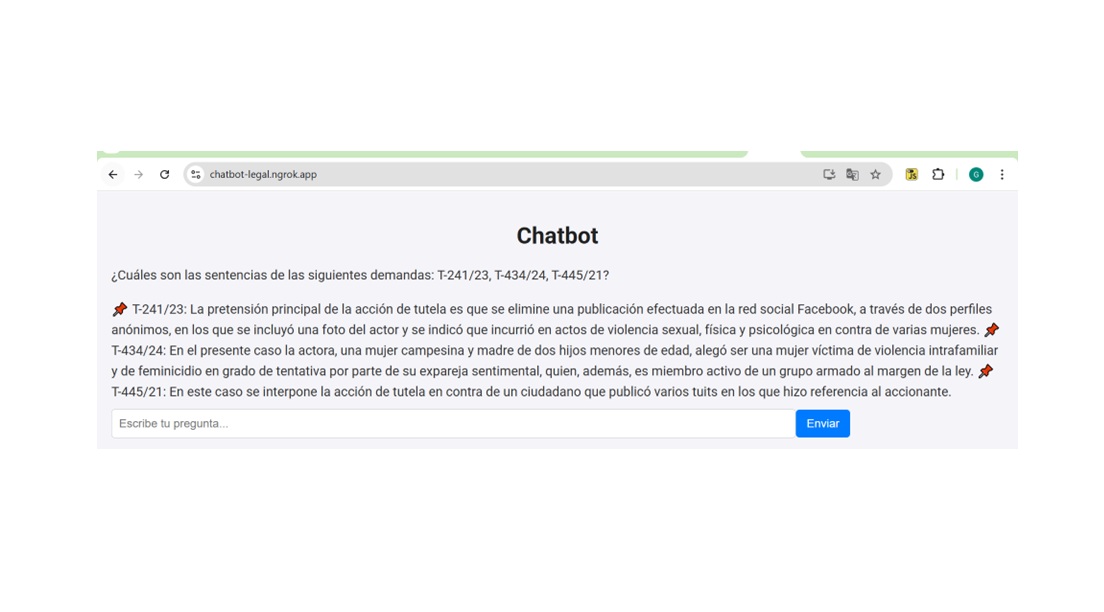 chatbot-legal.ngrok.app
JS
G
Chatbot
¿Cuáles son las sentencias de las siguientes demandas: T-241/23, T-434/24, T-445/21?
📌 T-241/23: La pretensión principal de la acción de tutela es que se elimine una publicación efectuada en la red social Facebook, a través de dos perfiles
anónimos, en los que se incluyó una foto del actor y se indicó que incurrió en actos de violencia sexual, física y psicológica en contra de varias mujeres. 📌
T-434/24: En el presente caso la actora, una mujer campesina y madre de dos hijos menores de edad, alegó ser una mujer víctima de violencia intrafamiliar
y de feminicidio en grado de tentativa por parte de su expareja sentimental, quien, además, es miembro activo de un grupo armado al margen de la ley. 📌
T-445/21: En este caso se interpone la acción de tutela en contra de un ciudadano que publicó varios tuits en los que hizo referencia al accionante.
Escribe tu pregunta...
Enviar